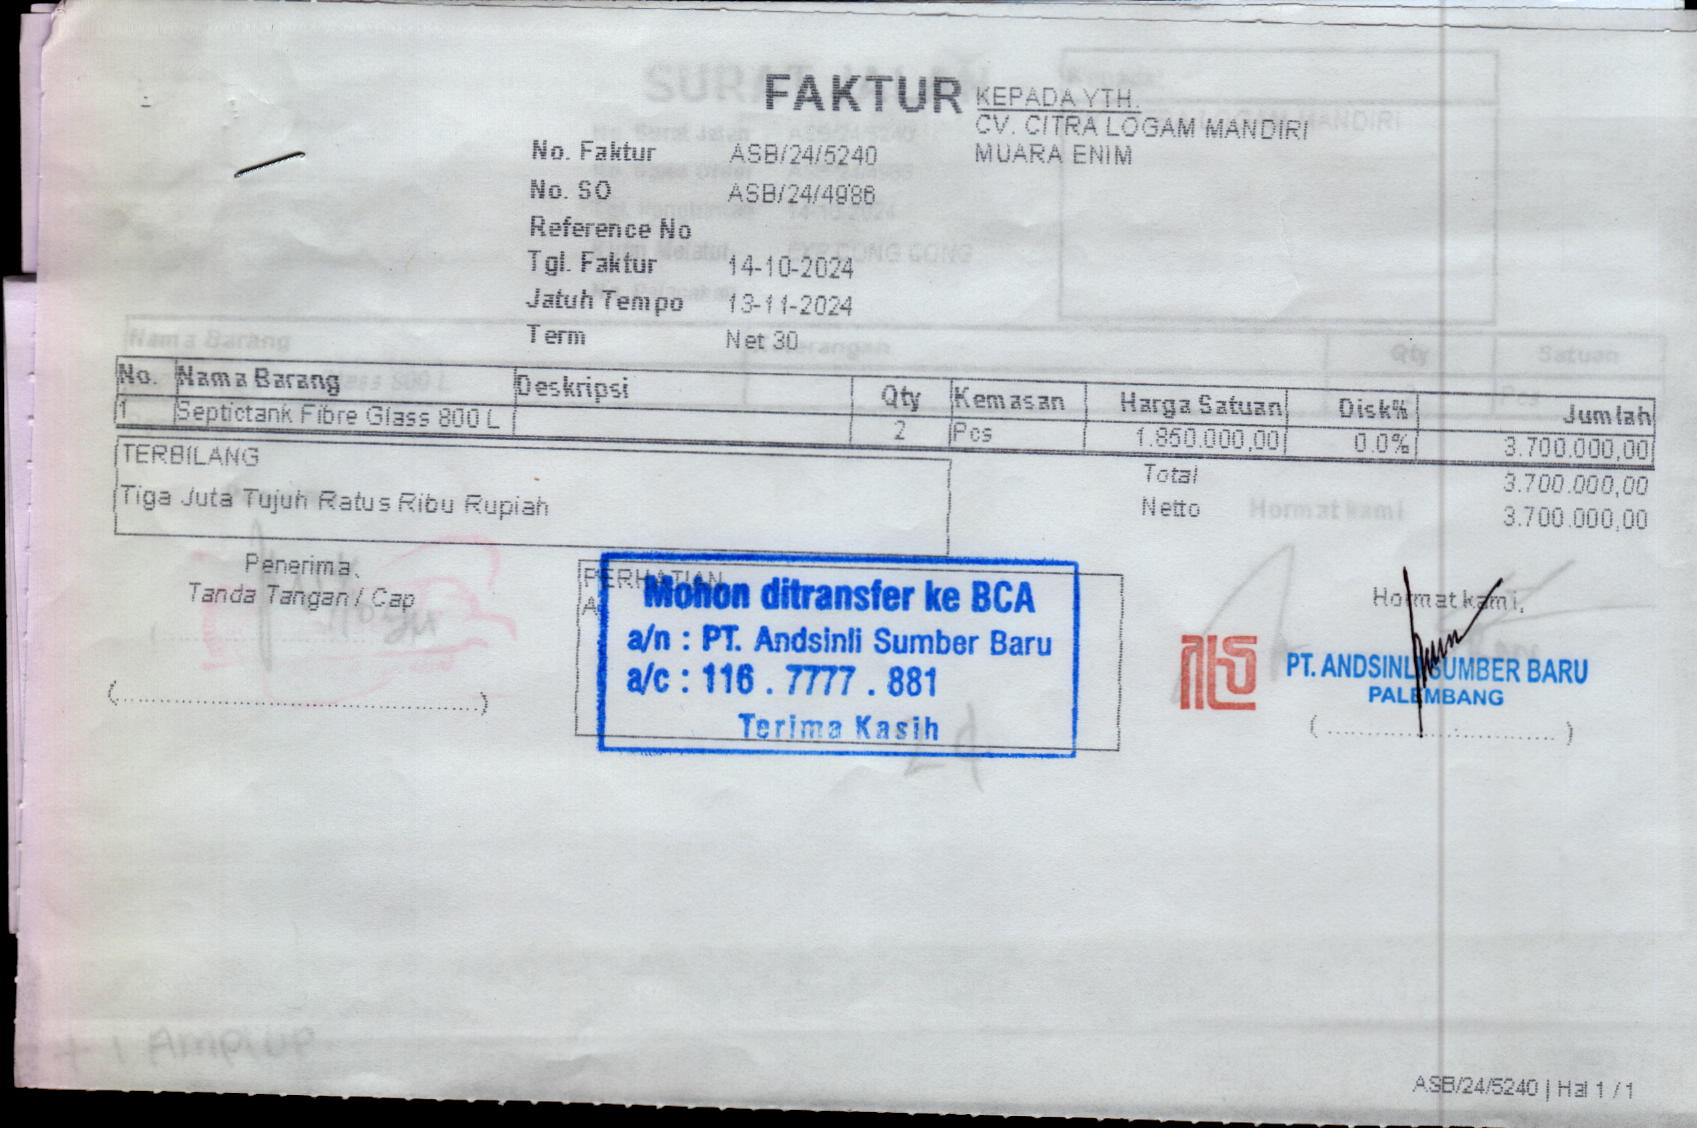 FAKTUR
KEPADA YTH.
CV. CITRA LOGAM MANDIRI
MUARA ENIM
No. Faktur ASB/24/5240
No. SO ASB/24/4986
Reference No
Tgl. Faktur 14-10-2024
Jatuh Tempo 13-11-2024
Term Net 30
No. Nama Barang Deskripsi Qty Kemasan Harga Satuan Disk% Jumlah
1 Septictank Fibre Glass 800 L 2 Pcs 1.850.000,00 0.0% 3.700.000,00
TERBILANG
Tiga Juta Tujuh Ratus Ribu Rupiah
Total 3.700.000,00
Netto 3.700.000,00
Penerima,
Tanda Tangan / Cap
(..........................................................)
PERHATIAN
Mohon ditransfer ke BCA
a/n : PT. Andsinli Sumber Baru
a/c : 116 . 7777 . 881
Terima Kasih
Hormat kami,
PT. ANDSINLI SUMBER BARU
PALEMBANG
(.....................................)
+ 1 Amplup
ASB/24/5240 | Hal 1 / 1